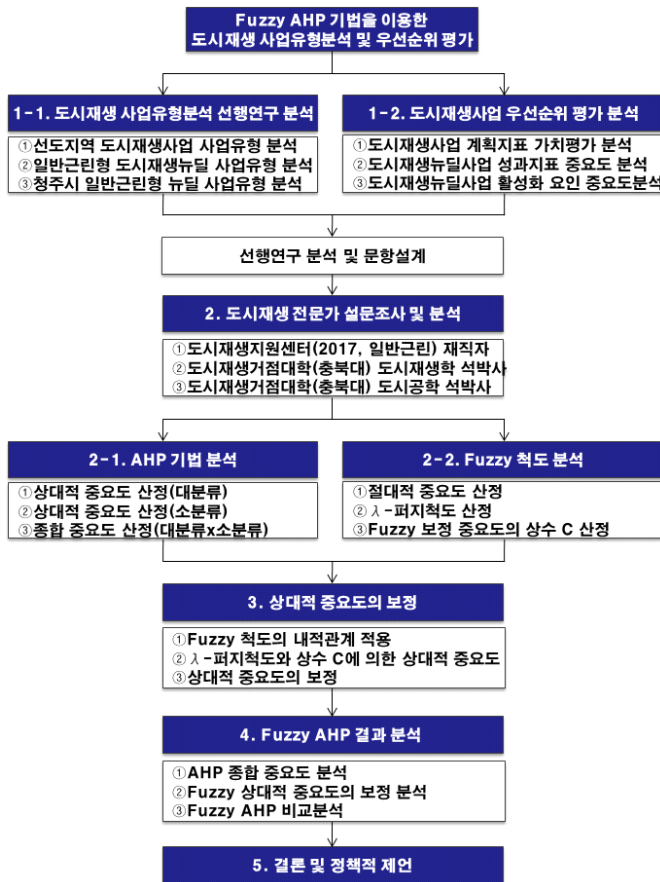 Fuzzy AHP 기법을 이용한
도시재생 사업유형분석 및 우선순위 평가
1-1. 도시재생 사업유형분석 선행연구 분석
①선도지역 도시재생사업 사업유형 분석
②일반근린형 도시재생뉴딜 사업유형 분석
③청주시 일반근린형 뉴딜 사업유형 분석
1-2. 도시재생사업 우선순위 평가 분석
①도시재생사업 계획지표 가치평가 분석
②도시재생뉴딜사업 성과지표 중요도 분석
③도시재생뉴딜사업 활성화 요인 중요도분석
선행연구 분석 및 문항설계
2. 도시재생 전문가 설문조사 및 분석
①도시재생지원센터(2017, 일반근린) 재직자
②도시재생거점대학(충북대) 도시재생학 석박사
③도시재생거점대학(충북대) 도시공학 석박사
2-1. AHP 기법 분석
①상대적 중요도 산정(대분류)
②상대적 중요도 산정(소분류)
③종합 중요도 산정(대분류x소분류)
2-2. Fuzzy 척도 분석
①절대적 중요도 산정
②λ-퍼지척도 산정
③Fuzzy 보정 중요도의 상수 C 산정
3. 상대적 중요도의 보정
①Fuzzy 척도의 내적관계 적용
②λ-퍼지척도와 상수 C에 의한 상대적 중요도
③상대적 중요도의 보정
4. Fuzzy AHP 결과 분석
①AHP 종합 중요도 분석
②Fuzzy 상대적 중요도의 보정 분석
③Fuzzy AHP 비교분석
5. 결론 및 정책적 제언